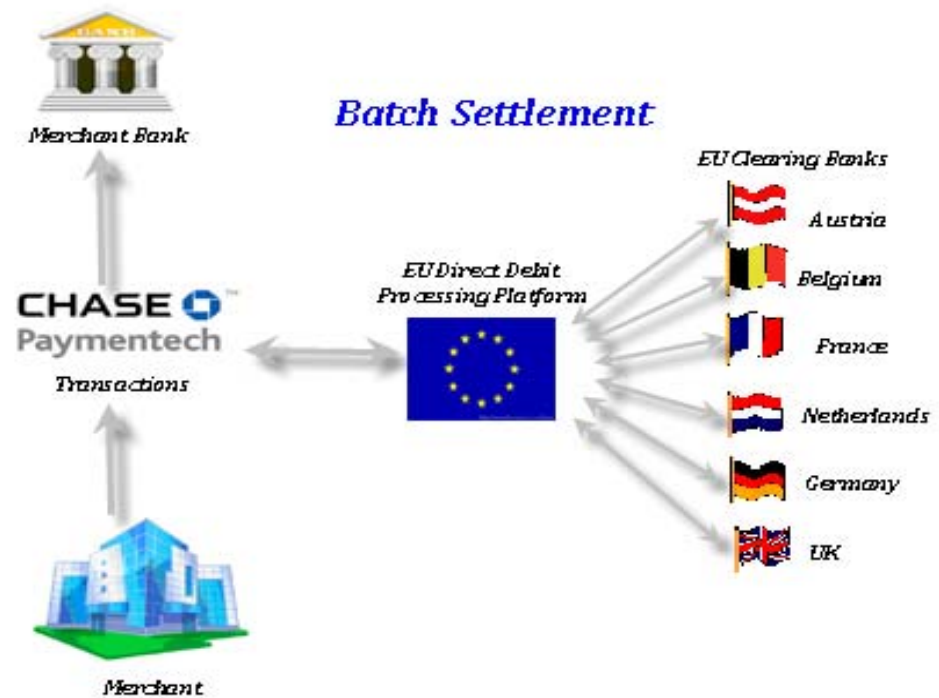 BANK
Merchant Bank
Batch Settlement
EU Clearing Banks
Austria
Belgium
France
Netherlands
Germany
UK
EU Direct Debit
Processing Platform
CHASE
Paymentech
Transactions
Merchant